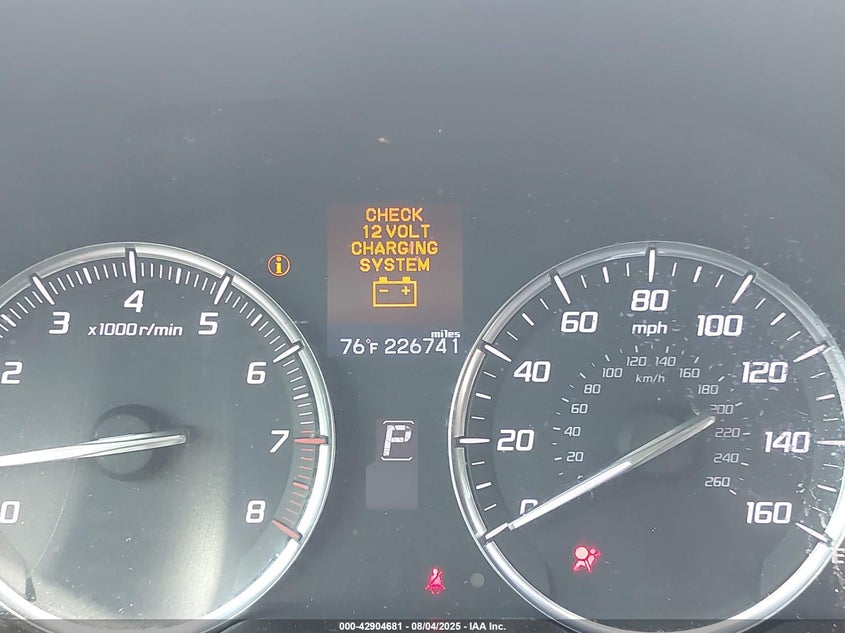 CHECK
12 VOLT
CHARGING
SYSTEM
- +
miles
76°F 226741
i
0 2 3 4 5 6 7 8
x1000 r/min
P
0 20 40 60 80 100 120 140 160
mph
20 40 60 80 100 120 140 160 180 200 220 240 260
km/h
E
000-42904681 - 08/04/2025 - IAA Inc.